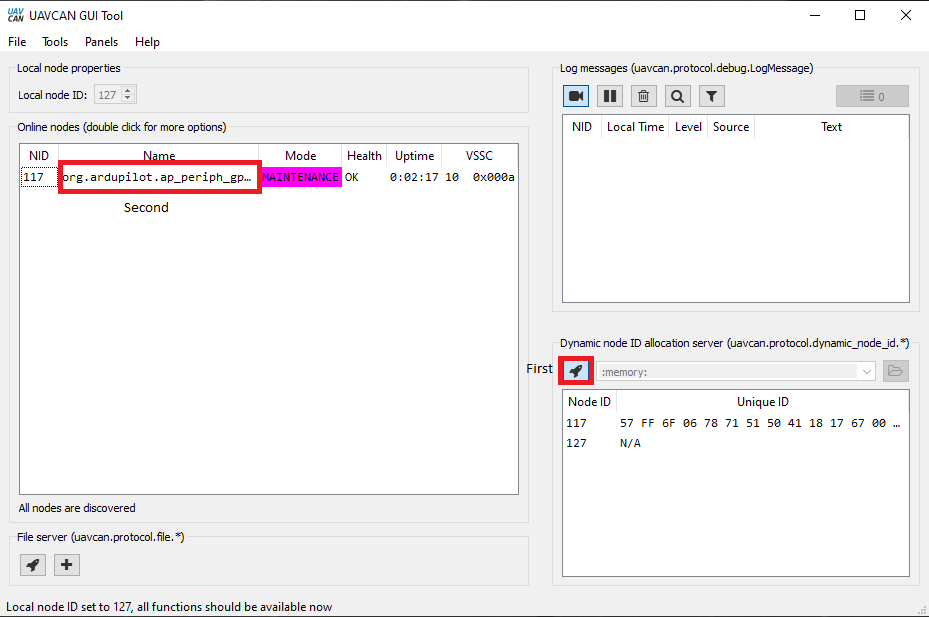 UAV CAN UAVCAN GUI Tool
File Tools Panels Help
Local node properties
Local node ID: 127
Online nodes (double click for more options)
NID Name Mode Health Uptime VSSC
117 org.ardupilot.ap_periph_gp… MAINTENANCE OK 0:02:17 10 0x000a
Second
All nodes are discovered
File server (uavcan.protocol.file.*)
Log messages (uavcan.protocol.debug.LogMessage)
0
NID Local Time Level Source Text
Dynamic node ID allocation server (uavcan.protocol.dynamic_node_id.*)
First :memory:
Node ID Unique ID
117 57 FF 6F 06 78 71 51 50 41 18 17 67 00 …
127 N/A
Local node ID set to 127, all functions should be available now